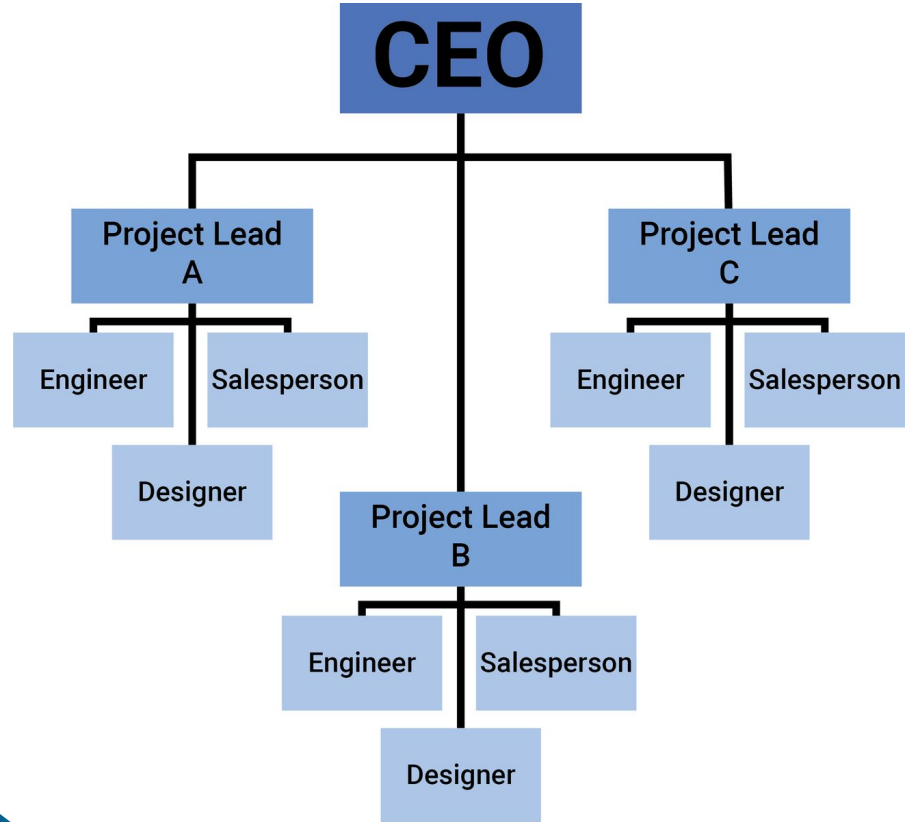 CEO
Project Lead
A
Engineer
Salesperson
Designer
Project Lead
B
Engineer
Salesperson
Designer
Project Lead
C
Engineer
Salesperson
Designer